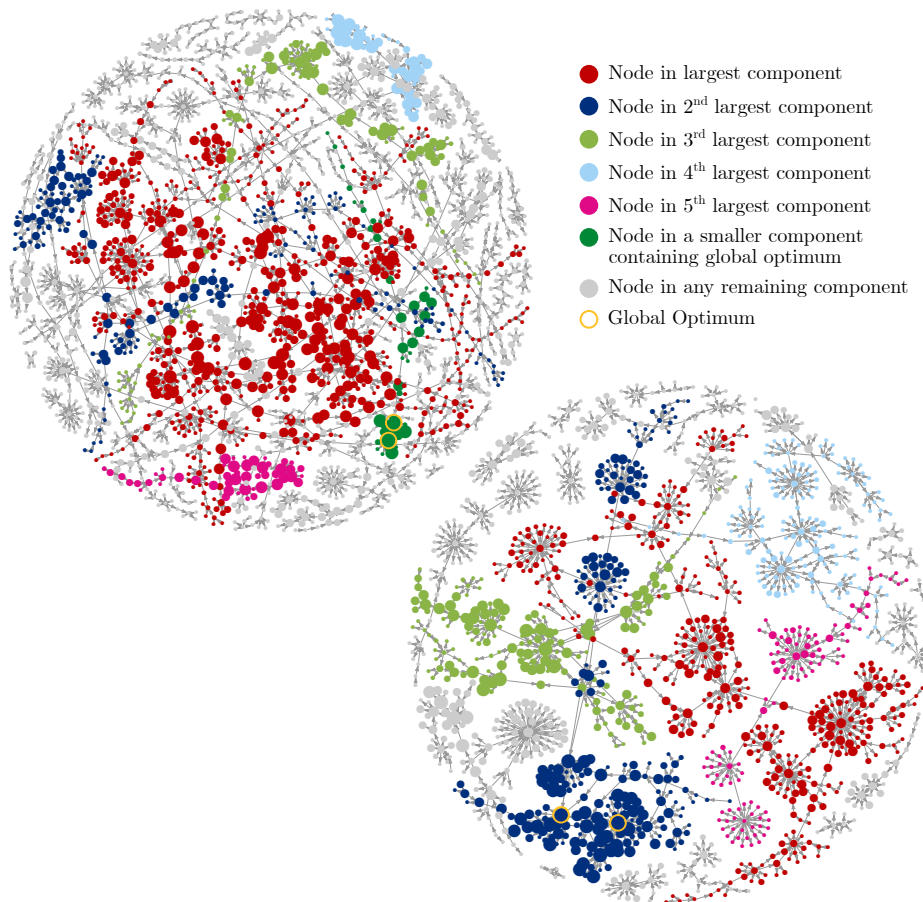 Node in largest component
Node in 2nd largest component
Node in 3rd largest component
Node in 4th largest component
Node in 5th largest component
Node in a smaller component
containing global optimum
Node in any remaining component
Global Optimum